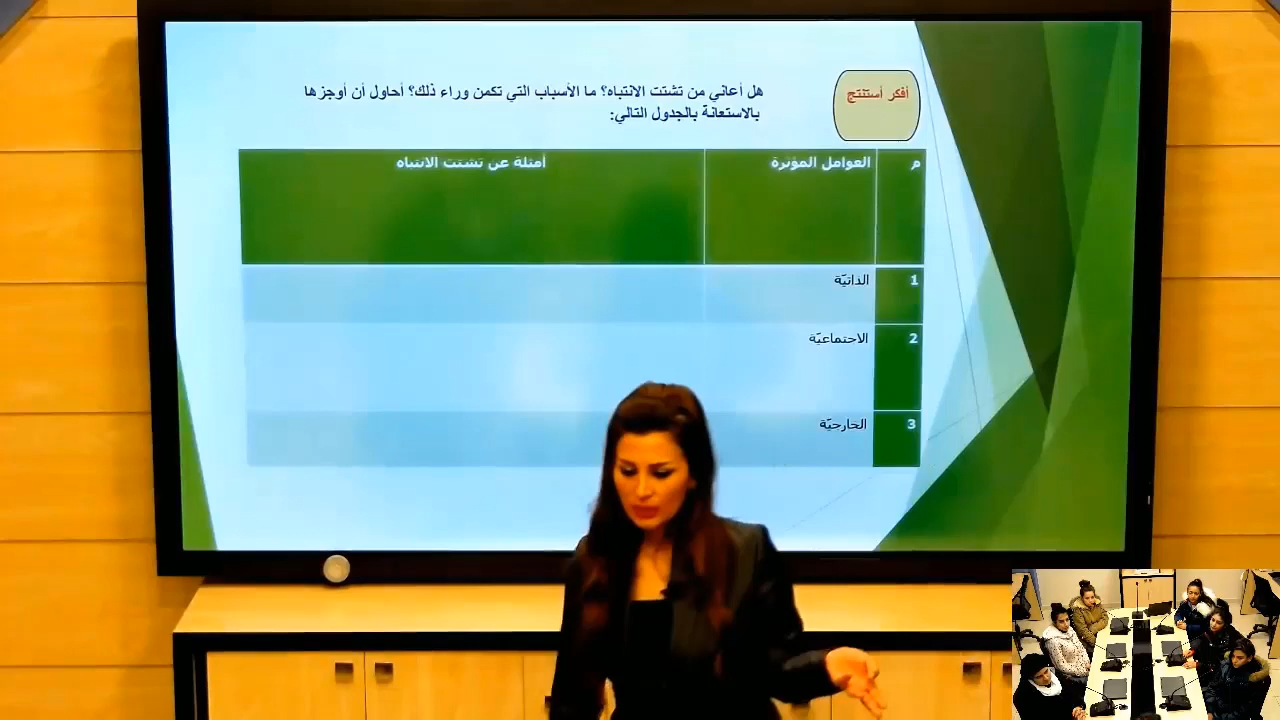 أفكر أستنتج
هل أعاني من تشتت الانتباه؟ ما الأسباب التي تكمن وراء ذلك؟ أحاول أن أوجزها
بالاستعانة بالجدول التالي:
م العوامل المؤثرة أمثلة عن تشتت الانتباه
1 الذاتيّة
2 الاجتماعيّة
3 الخارجيّة